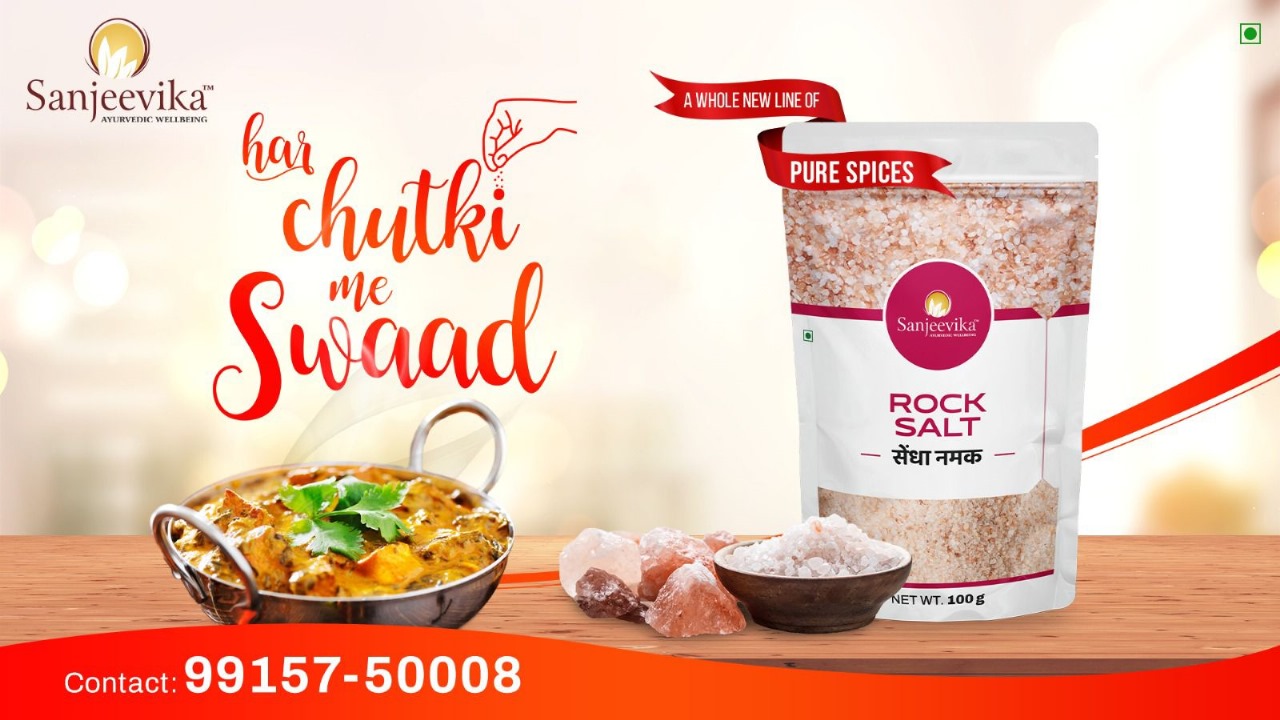 Sanjeevika™
AYURVEDIC WELLBEING
har
chutki
me
Swaad
A WHOLE NEW LINE OF
PURE SPICES
Sanjeevika™
AYURVEDIC WELLBEING
ROCK
SALT
सेंधा नमक
NET WT. 100 g
Contact: 99157-50008